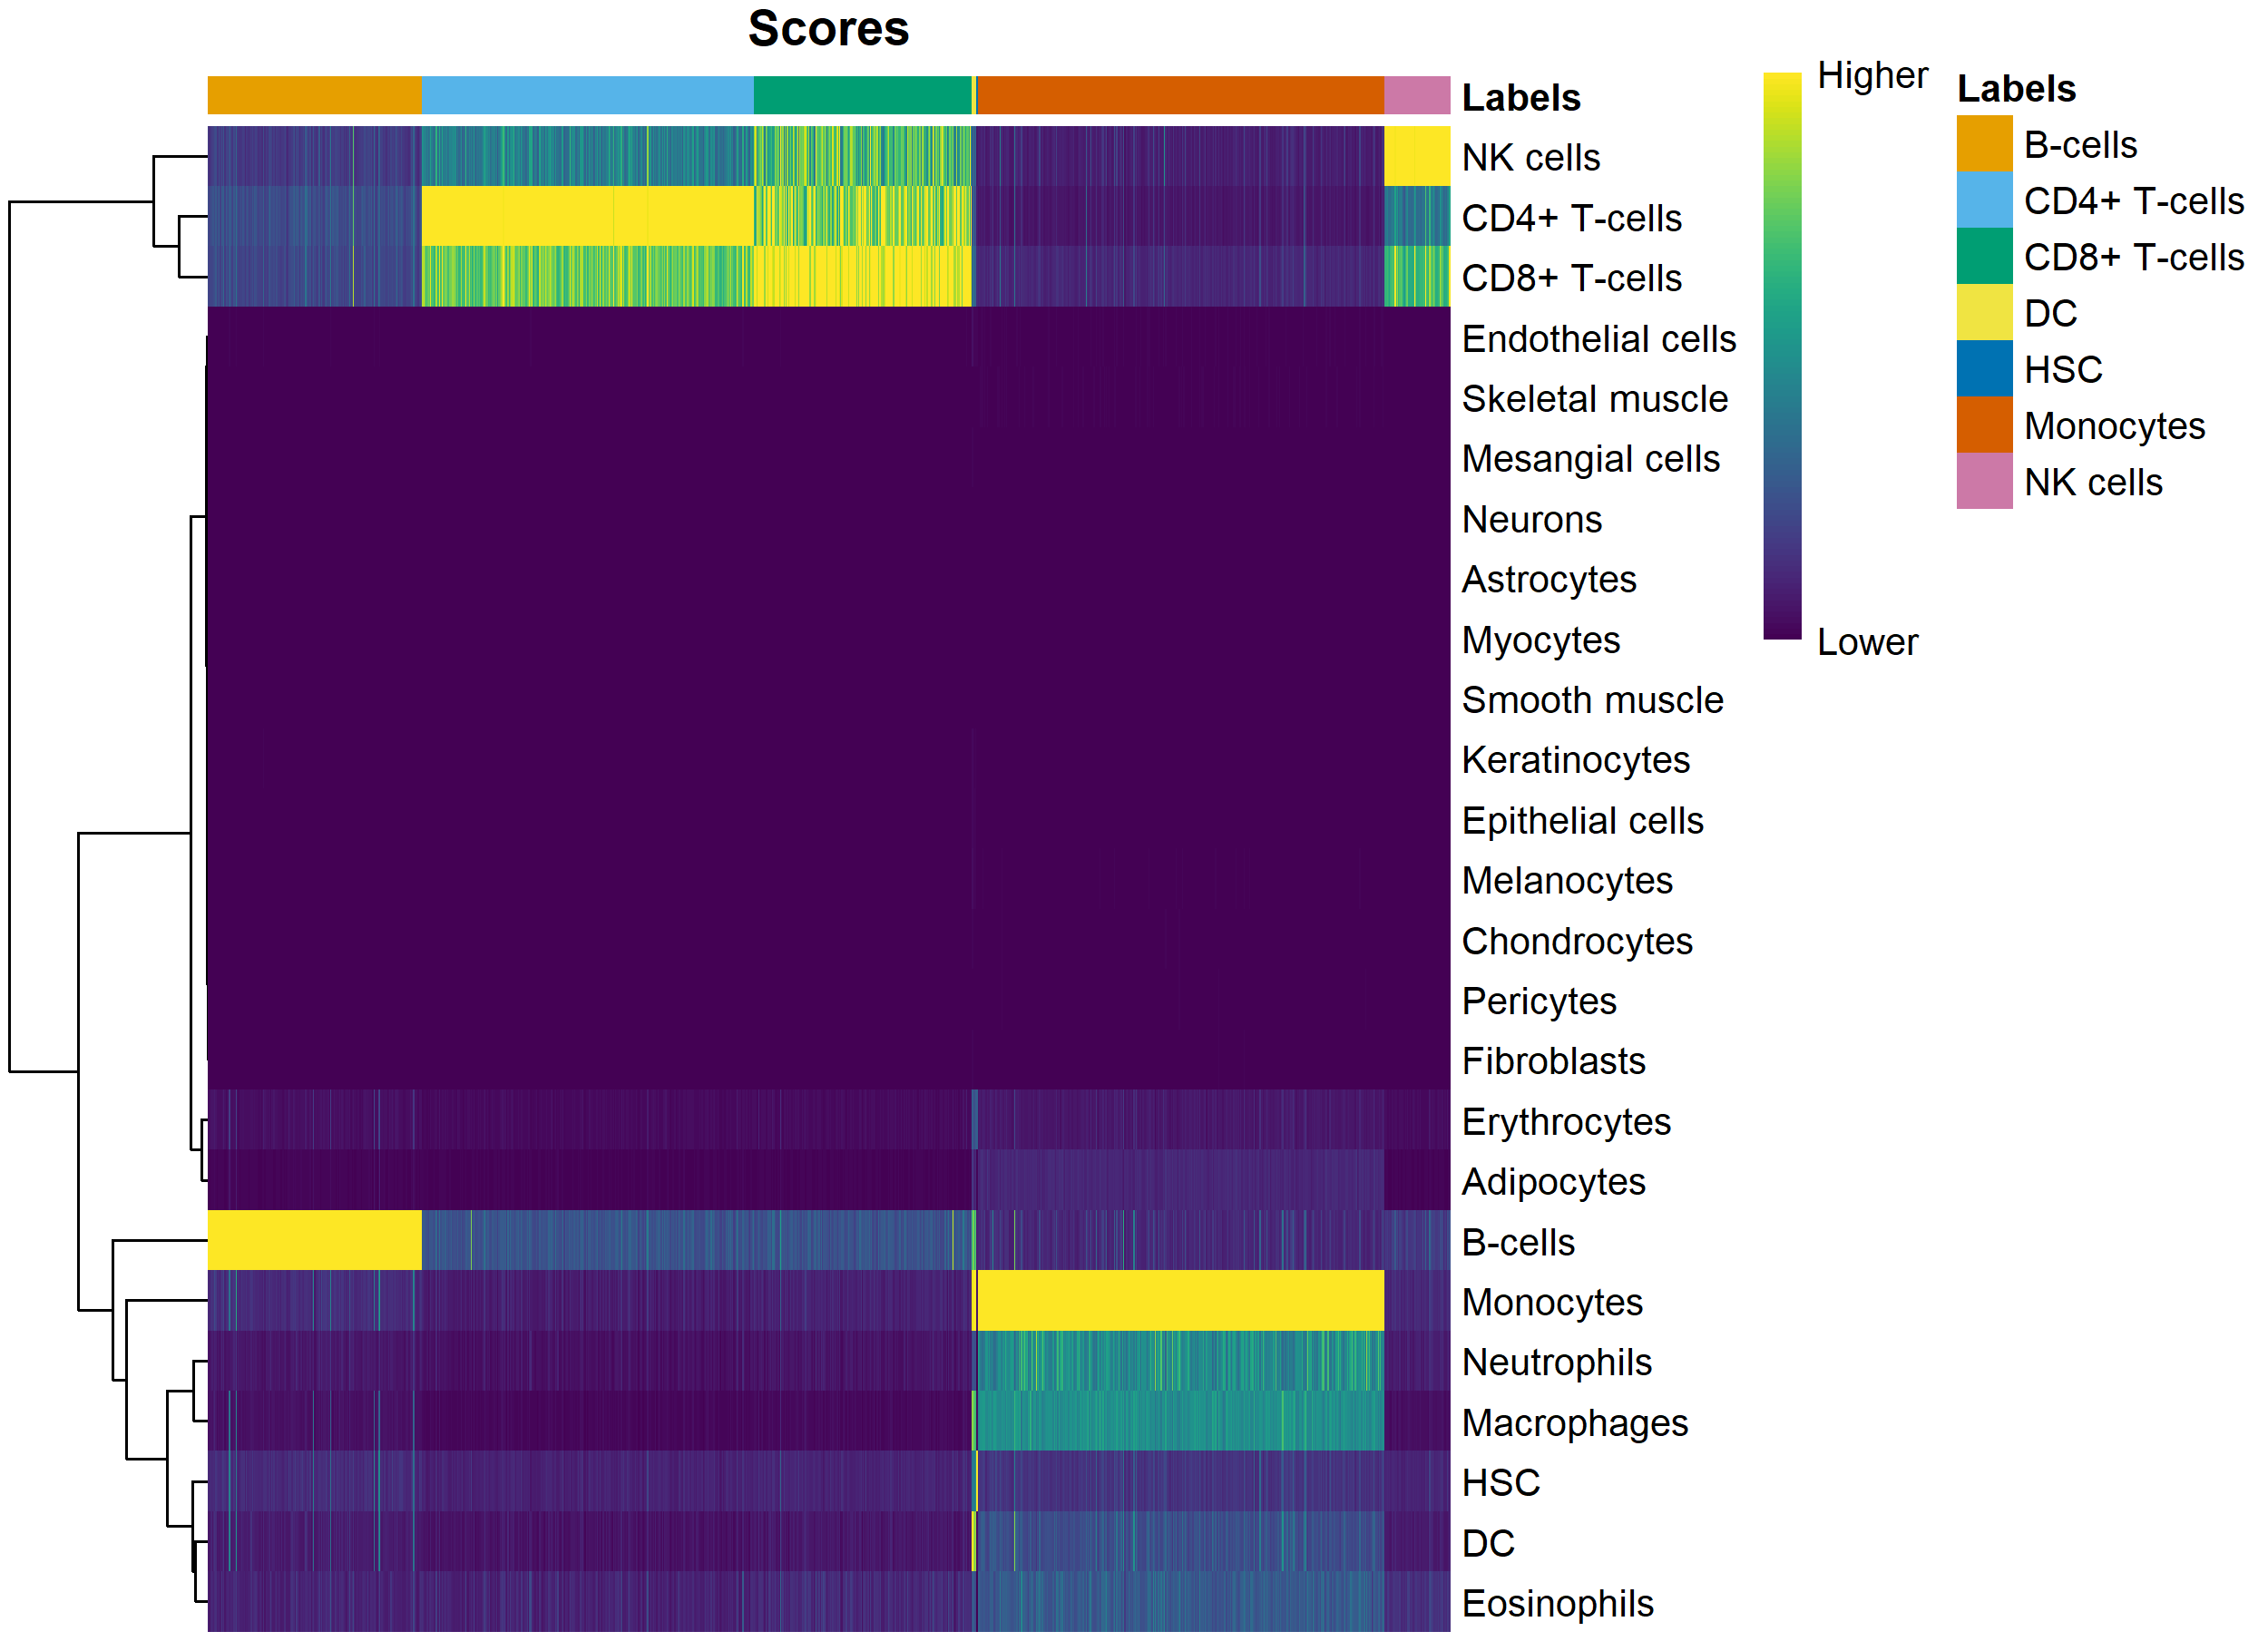 Scores
Labels
NK cells
CD4+ T-cells
CD8+ T-cells
Endothelial cells
Skeletal muscle
Mesangial cells
Neurons
Astrocytes
Myocytes
Smooth muscle
Keratinocytes
Epithelial cells
Melanocytes
Chondrocytes
Pericytes
Fibroblasts
Erythrocytes
Adipocytes
B-cells
Monocytes
Neutrophils
Macrophages
HSC
DC
Eosinophils
Higher
Lower
Labels
B-cells
CD4+ T-cells
CD8+ T-cells
DC
HSC
Monocytes
NK cells